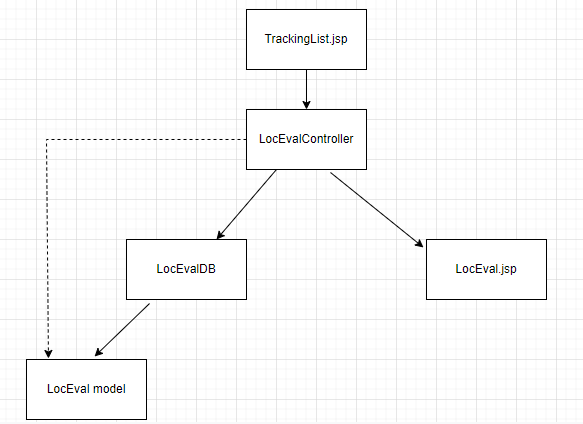 TrackingList.jsp
LocEvalController
LocEvalDB
LocEval.jsp
LocEval model